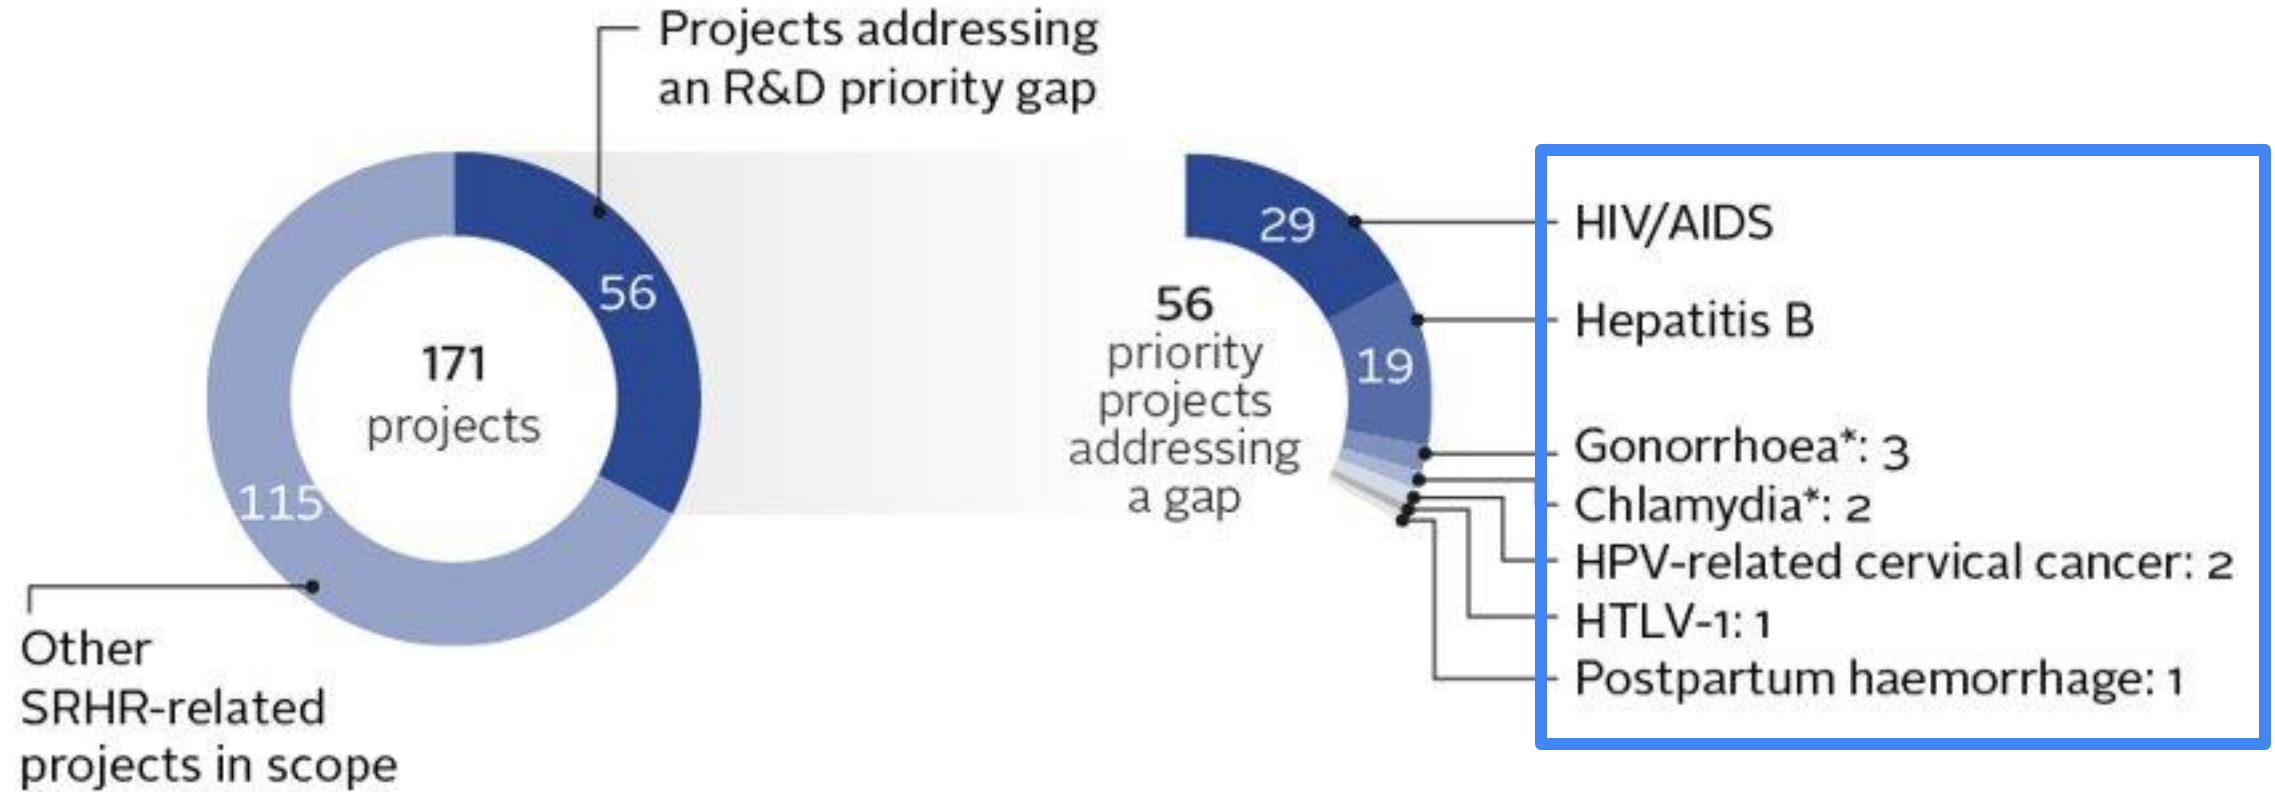 Projects addressing
an R&D priority gap
56
171
projects
115
Other
SRHR-related
projects in scope
29
19
56
priority
projects
addressing
a gap
HIV/AIDS
Hepatitis B
Gonorrhoea*: 3
Chlamydia*: 2
HPV-related cervical cancer: 2
HTLV-1: 1
Postpartum haemorrhage: 1